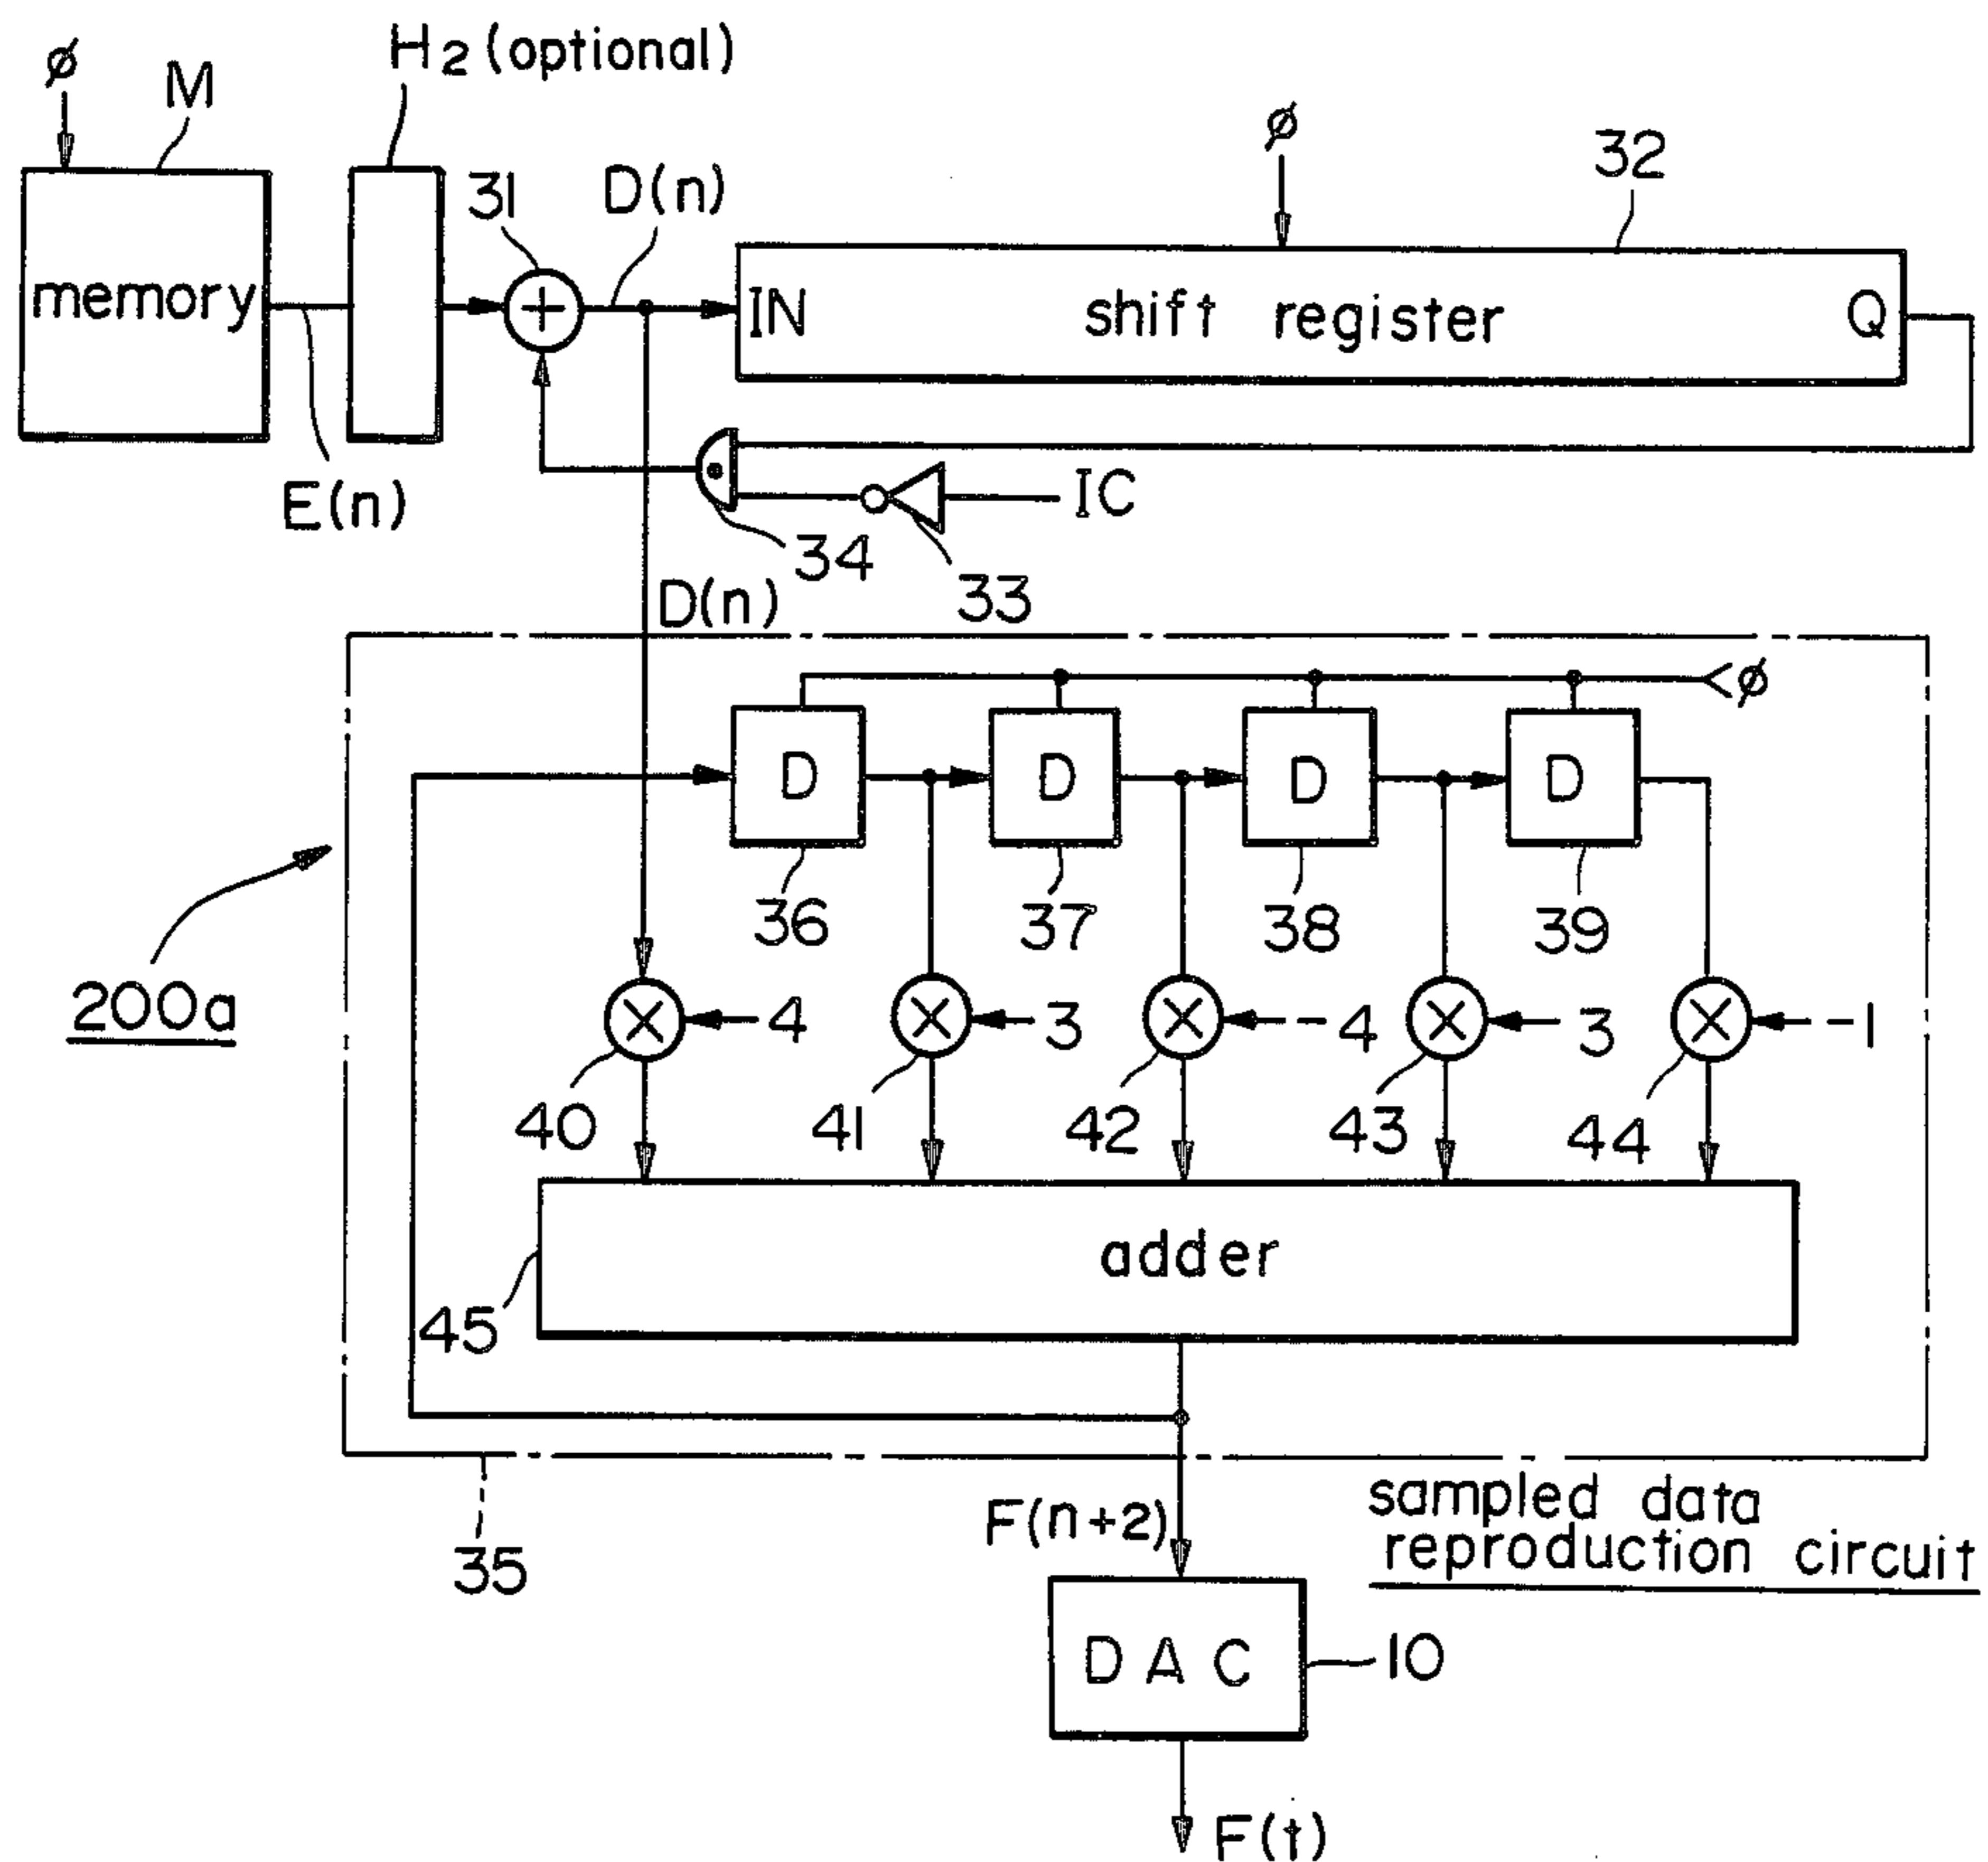 ø
M
H2 (optional)
memory
E(n)
31
D(n)
ø
32
IN shift register Q
IC
34
33
D(n)
ø
D D D D
36 37 38 39
200a
4 3 -4 3 -1
40 41 42 43 44
adder
45
35
F(n+2)
sampled data
reproduction circuit
DAC
10
F(t)